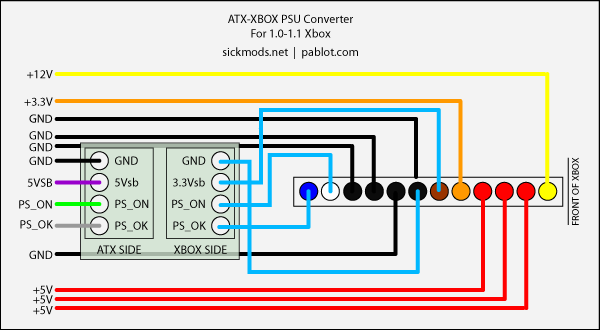 ATX-XBOX PSU Converter
For 1.0-1.1 Xbox
sickmods.net | pablot.com
+12V
+3.3V
GND
GND
GND
GND
5VSB
PS_ON
PS_OK
GND
+5V
+5V
+5V
GND
5Vsb
PS_ON
PS_OK
ATX SIDE
GND
3.3Vsb
PS_ON
PS_OK
XBOX SIDE
FRONT OF XBOX